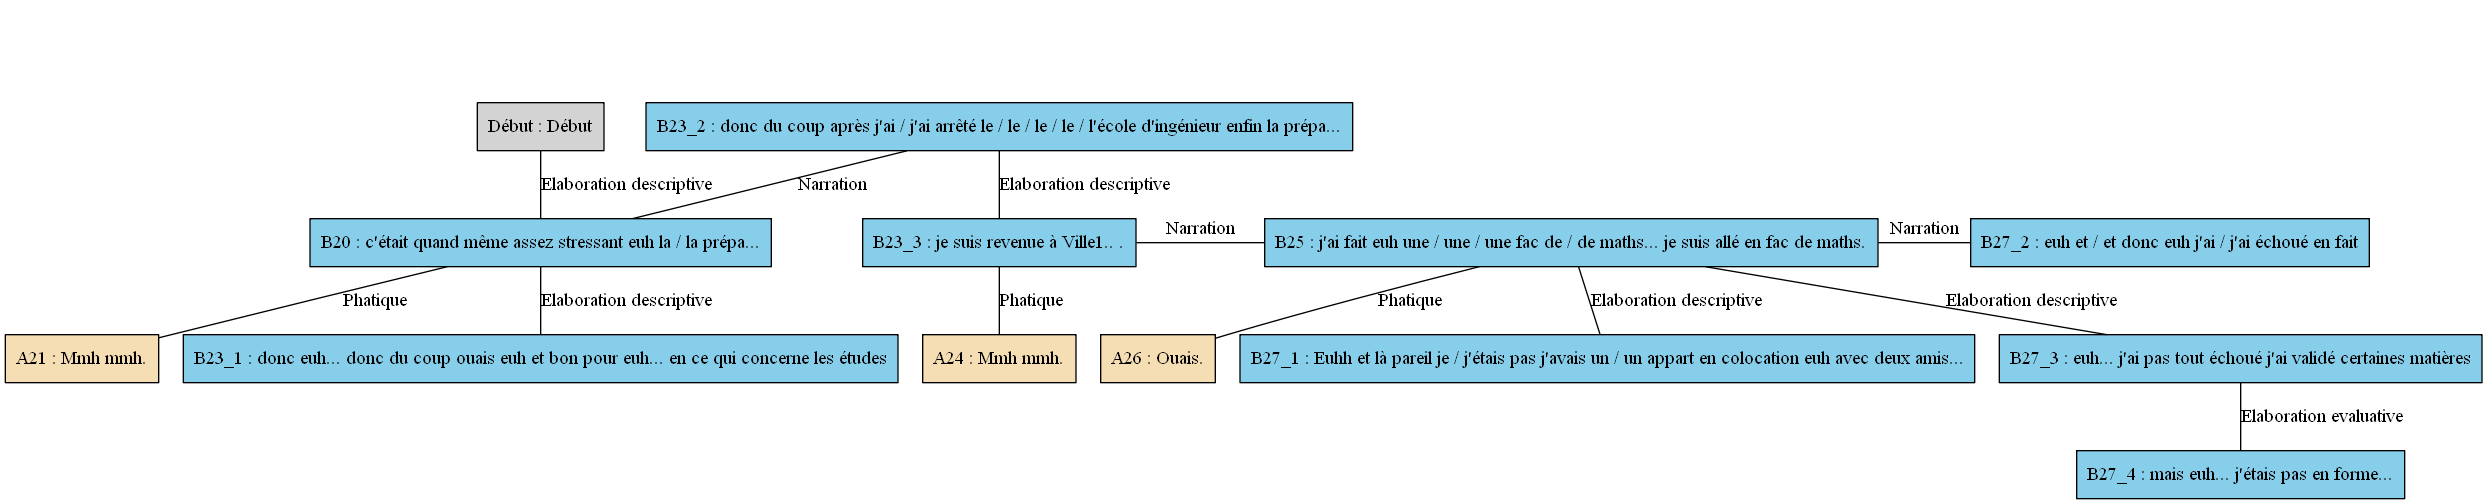 Début : Début
B23_2 : donc du coup après j'ai / j'ai arrêté le / le / le / le / l'école d'ingénieur enfin la prépa...
Elaboration descriptive
Narration
Elaboration descriptive
B20 : c'était quand même assez stressant euh la / la prépa...
B23_3 : je suis revenue à Ville1.. .
Narration
B25 : j'ai fait euh une / une / une fac de / de maths... je suis allé en fac de maths.
Narration
B27_2 : euh et / et donc euh j'ai / j'ai échoué en fait
Phatique
Elaboration descriptive
Phatique
Phatique
Elaboration descriptive
Elaboration descriptive
A21 : Mmh mmh.
B23_1 : donc euh... donc du coup ouais euh et bon pour euh... en ce qui concerne les études
A24 : Mmh mmh.
A26 : Ouais.
B27_1 : Euhh et là pareil je / j'étais pas j'avais un / un appart en colocation euh avec deux amis...
B27_3 : euh... j'ai pas tout échoué j'ai validé certaines matières
Elaboration evaluative
B27_4 : mais euh... j'étais pas en forme...